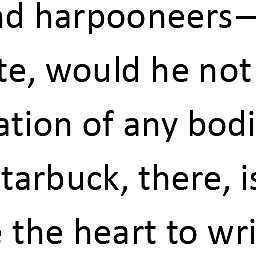 nd harpooneers—
te, would he not
ation of any bodi
tarbuck, there, is
e the heart to wri